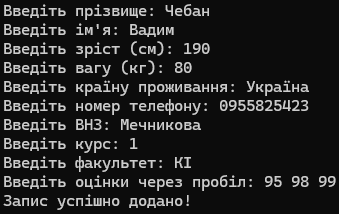 Введіть прізвище: Чебан
Введіть ім'я: Вадим
Введіть зріст (см): 190
Введіть вагу (кг): 80
Введіть країну проживання: Україна
Введіть номер телефону: 0955825423
Введіть ВНЗ: Мечникова
Введіть курс: 1
Введіть факультет: КІ
Введіть оцінки через пробіл: 95 98 99
Запис успішно додано!